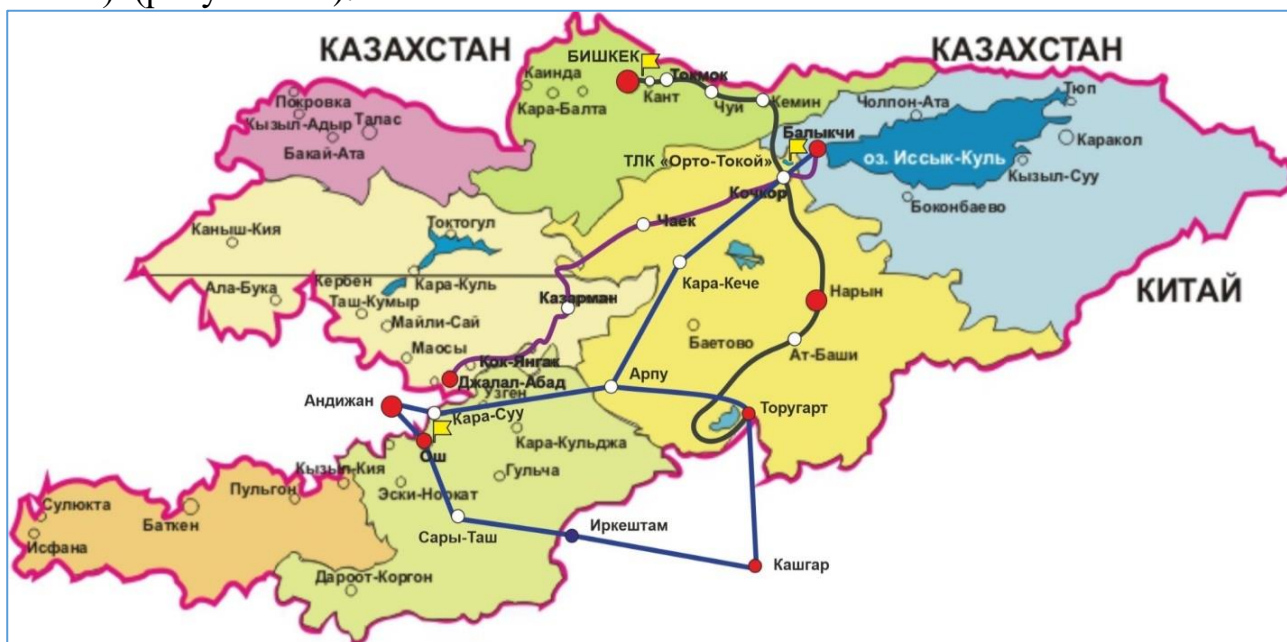 КАЗАХСТАН
КАЗАХСТАН
БИШКЕК
Каинда
Токмок
Кара-Балта
Кант
Чуй
Кемин
Покровка
Кызыл-Адыр
Талас
Бакай-Ата
Чолпон-Ата
Тюп
Балыкчи
Каракол
ТЛК «Орто-Токой»
оз. Иссык-Куль
Кызыл-Суу
Кочкор
Боконбаево
Чаек
Токтогул
Каныш-Кия
Кара-Кече
Кербен
Кара-Куль
КИТАЙ
Ала-Бука
Таш-Кумыр
Казарман
Нарын
Майли-Сай
Баетово
Ат-Баши
Маосы
Кок-Янгак
Джалал-Абад
Арпу
Узген
Андижан
Торугарт
Кара-Суу
Кара-Кульджа
Ош
Гульча
Кызыл-Кия
Эски-Норкат
Пульгон
Сулюкта
Баткен
Иркештам
Сары-Таш
Исфана
Кашгар
Дароот-Коргон